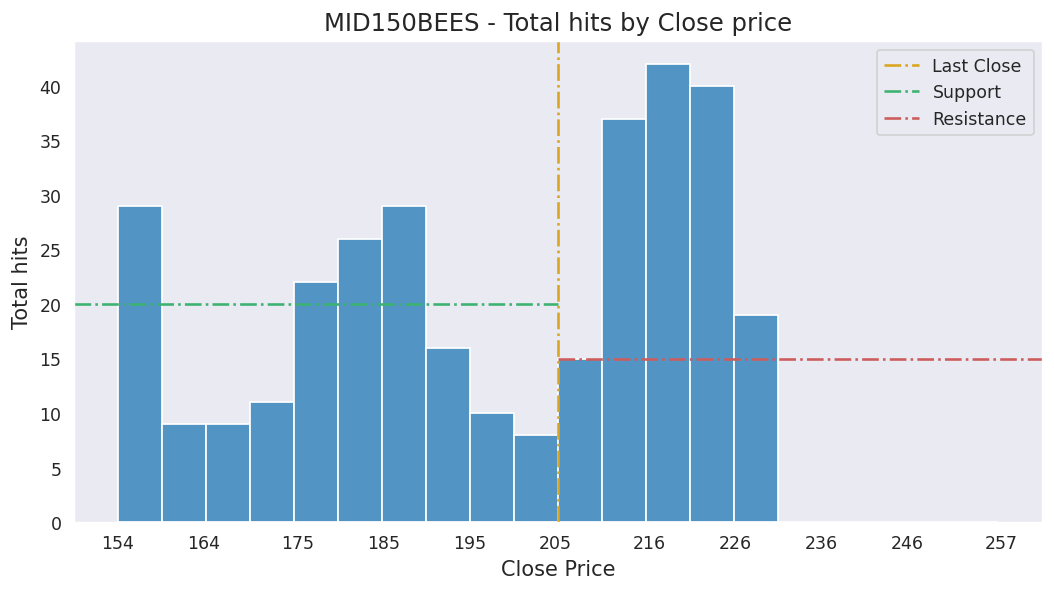 MID150BEES - Total hits by Close price
Last Close
Support
Resistance
Total hits
40
35
30
25
20
15
10
5
0
154 164 175 185 195 205 216 226 236 246 257
Close Price